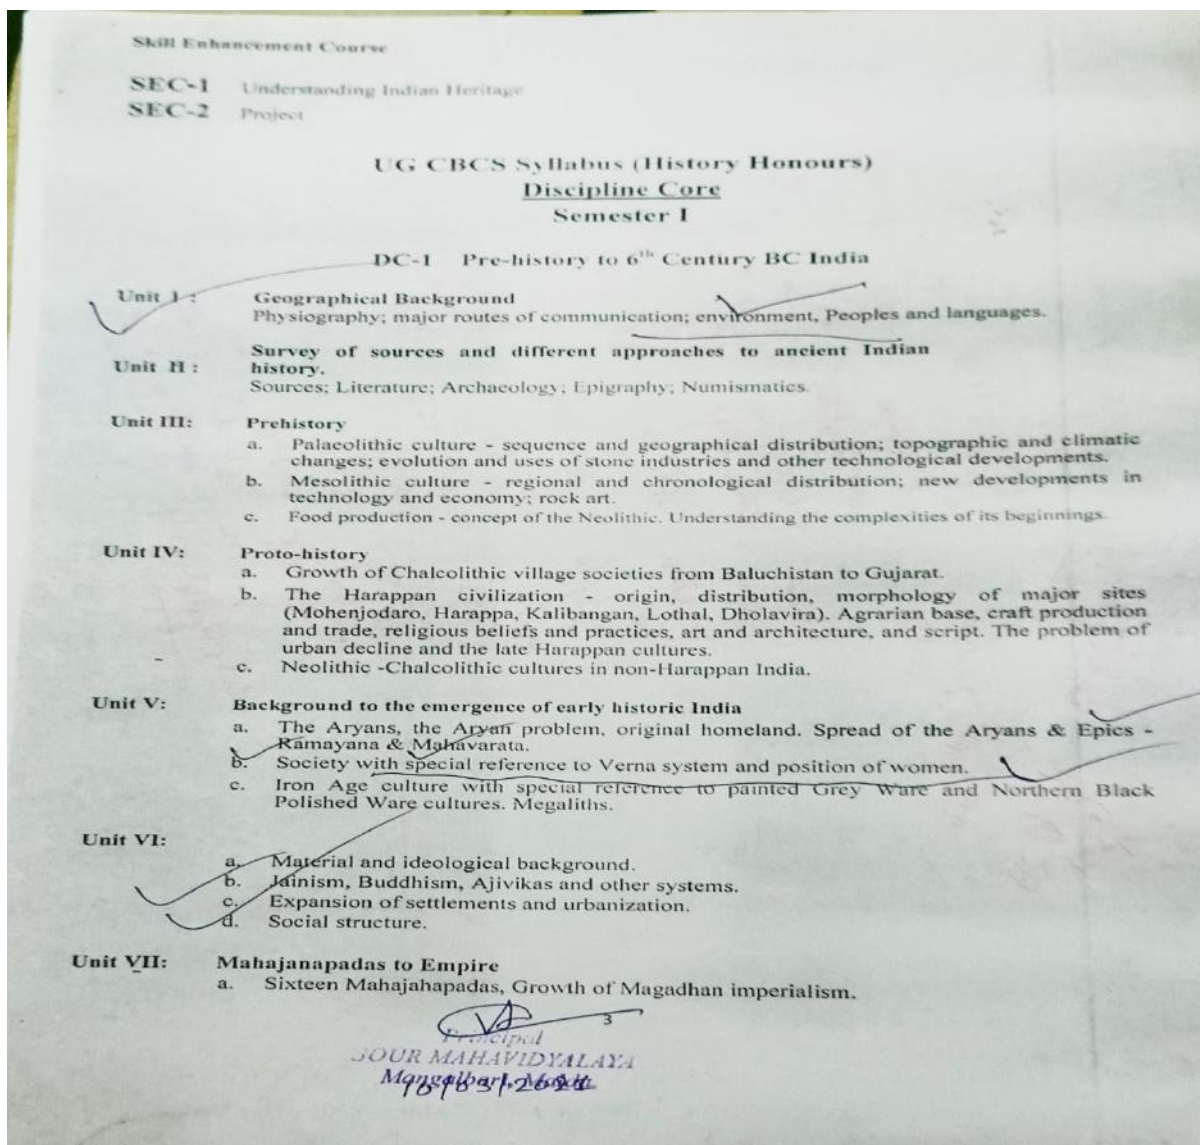 Skill Enhancement Course
SEC-1 Understanding Indian Heritage
SEC-2 Project
UG CBCS Syllabus (History Honours)
Discipline Core
Semester I
DC-1 Pre-history to 6th Century BC India
Unit I : Geographical Background
Physiography; major routes of communication; environment, Peoples and languages.
Survey of sources and different approaches to ancient Indian
Unit II : history.
Sources; Literature; Archaeology; Epigraphy; Numismatics.
Unit III: Prehistory
a. Palaeolithic culture - sequence and geographical distribution; topographic and climatic
changes; evolution and uses of stone industries and other technological developments.
b. Mesolithic culture - regional and chronological distribution; new developments in
technology and economy; rock art.
c. Food production - concept of the Neolithic. Understanding the complexities of its beginnings.
Unit IV: Proto-history
a. Growth of Chalcolithic village societies from Baluchistan to Gujarat.
b. The Harappan civilization - origin, distribution, morphology of major sites
(Mohenjodaro, Harappa, Kalibangan, Lothal, Dholavira). Agrarian base, craft production
and trade, religious beliefs and practices, art and architecture, and script. The problem of
urban decline and the late Harappan cultures.
c. Neolithic -Chalcolithic cultures in non-Harappan India.
Unit V: Background to the emergence of early historic India
a. The Aryans, the Aryan problem, original homeland. Spread of the Aryans & Epics -
Ramayana & Mahavarata.
b. Society with special reference to Verna system and position of women.
c. Iron Age culture with special reference to painted Grey Ware and Northern Black
Polished Ware cultures. Megaliths.
Unit VI:
a. Material and ideological background.
b. Jainism, Buddhism, Ajivikas and other systems.
c. Expansion of settlements and urbanization.
d. Social structure.
Unit VII: Mahajanapadas to Empire
a. Sixteen Mahajahapadas, Growth of Magadhan imperialism.
3
Principal
GOUR MAHAVIDYALAYA
Mangalbari, Malda